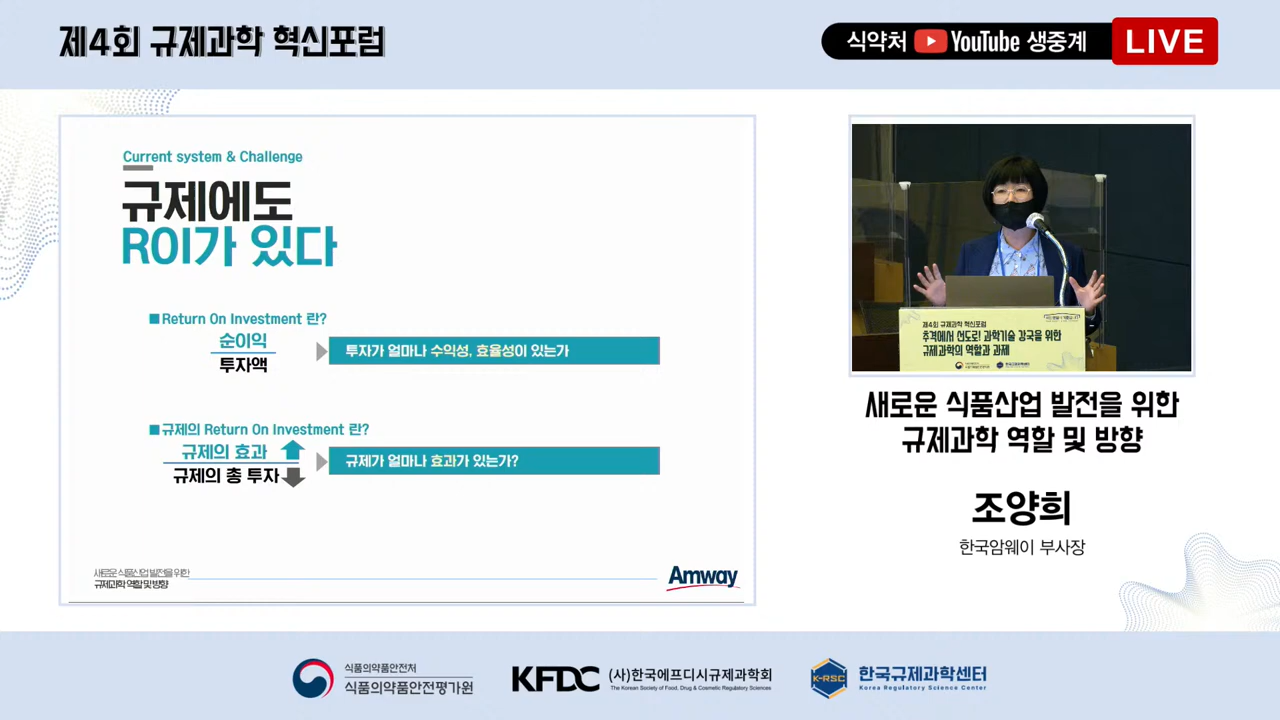 제4회 규제과학 혁신포럼
식약처 YouTube 생중계 LIVE
Current system & Challenge
규제에도
ROI가 있다
■Return On Investment 란?
순이익
투자액
투자가 얼마나 수익성, 효율성이 있는가
■규제의 Return On Investment 란?
규제의 효과
규제의 총 투자
규제가 얼마나 효과가 있는가?
새로운 식품산업 발전을 위한
규제과학 역할 및 방향
Amway
제4회 규제과학 혁신포럼
추격에서 선도로! 과학기술 강국을 위한
규제과학의 역할과 과제
새로운 식품산업 발전을 위한
규제과학 역할 및 방향
조양희
한국암웨이 부사장
식품의약품안전처
식품의약품안전평가원
KFDC (사)한국에프디시규제과학회
The Korean Society of Food, Drug & Cosmetic Regulatory Sciences
K-RSC 한국규제과학센터
Korea Regulatory Science Center